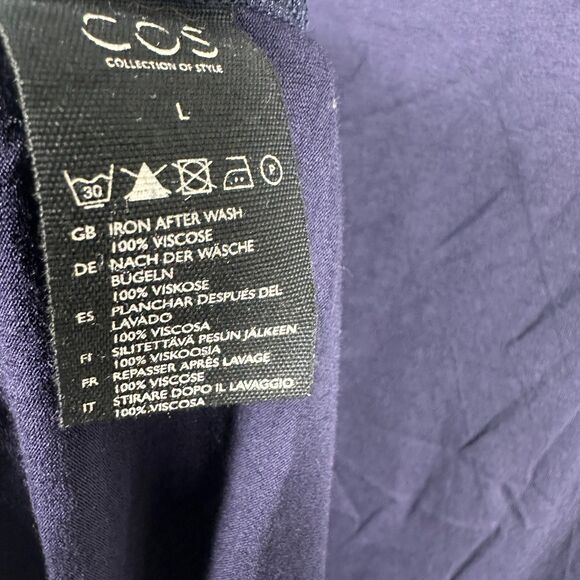 COS
COLLECTION OF STYLE
L
30 P
GB IRON AFTER WASH
100% VISCOSE
DE NACH DER WÄSCHE
BÜGELN
100% VISKOSE
ES PLANCHAR DESPUÉS DEL
LAVADO
100% VISCOSA
FI SILITETTÄVÄ PESUN JÄLKEEN
100% VISKOOSIA
FR REPASSER APRÈS LAVAGE
100% VISCOSE
IT STIRARE DOPO IL LAVAGGIO
100% VISCOSA